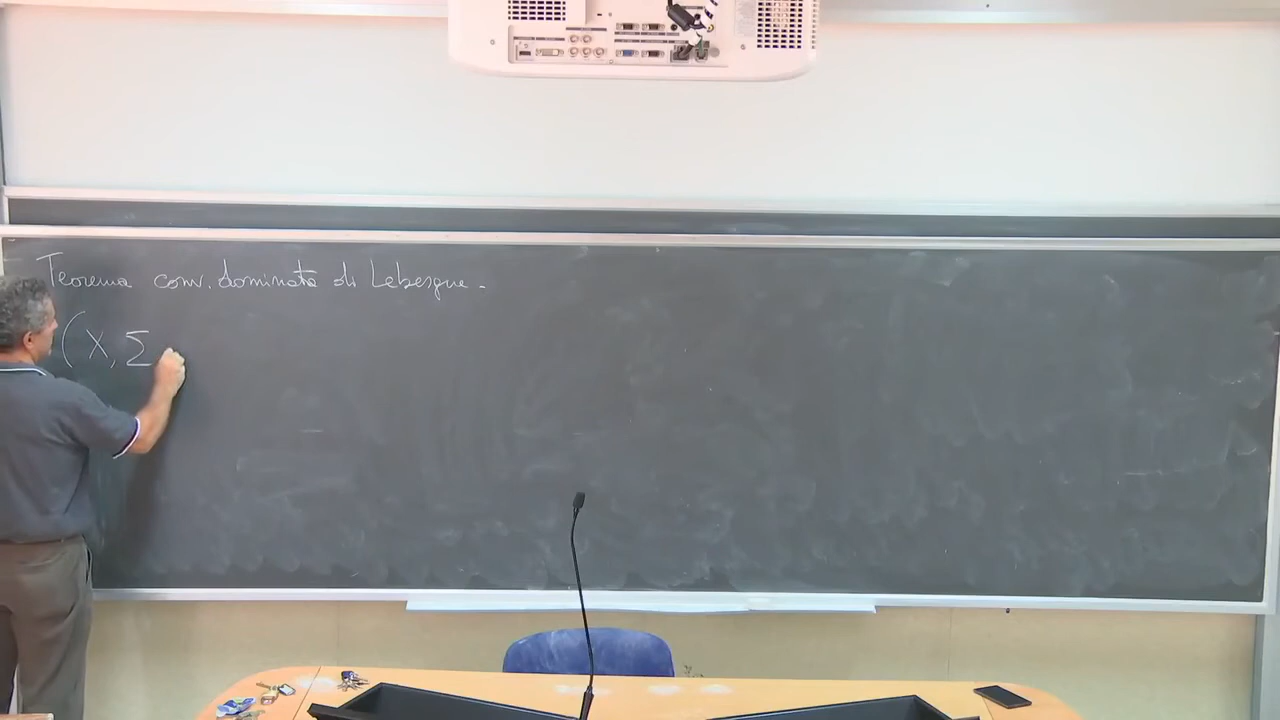 Teorema conv. dominata di Lebesgue.
(X, Σ